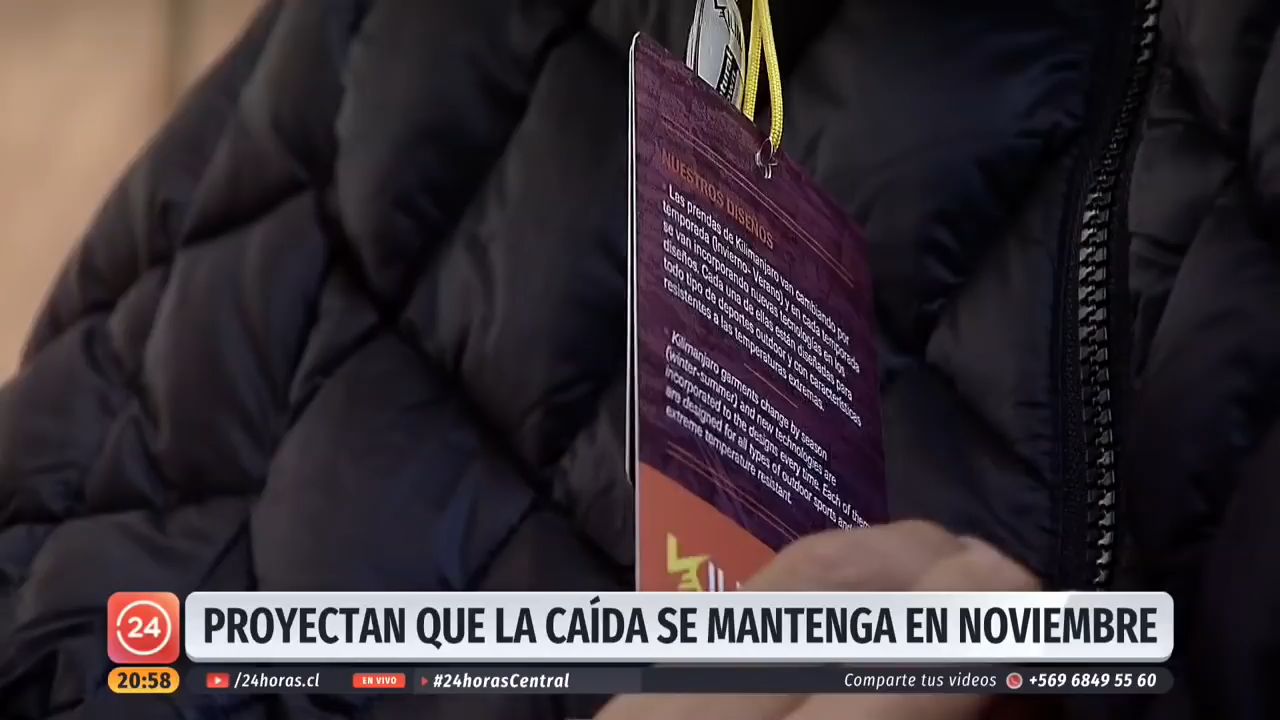 NUESTROS DISEÑOS
Las prendas de Kilimanjaro van cambiando por
temporada (Invierno- Verano) y en cada temporada
se van incorporando nuevas tecnologías en los
diseños. Cada una de ellas están diseñadas para
todo tipo de deportes outdoor y con características
resistentes a las temperaturas extremas.
Kilimanjaro garments change by season
(winter-summer) and new technologies are
incorporated to the designs every time. Each of them
are designed for all types of outdoor sports and
extreme temperature resistant.
24
PROYECTAN QUE LA CAÍDA SE MANTENGA EN NOVIEMBRE
20:58
/24horas.cl
EN VIVO
#24horasCentral
Comparte tus videos
+569 6849 55 60